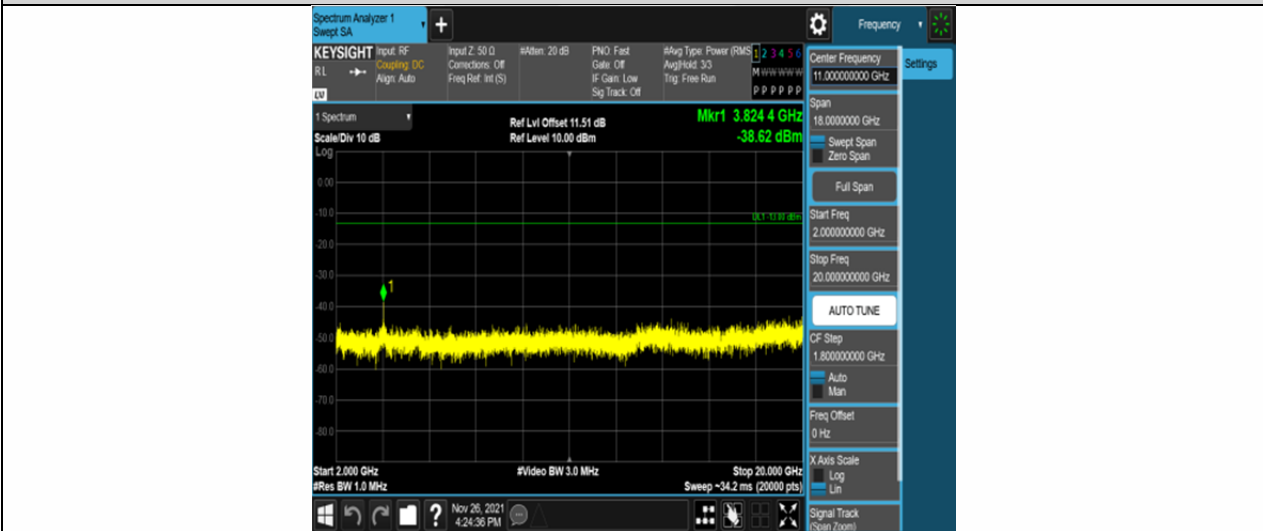 Spectrum Analyzer 1
Swept SA
+
Frequency
KEYSIGHT
RL
LV
Input: RF
Coupling: DC
Align: Auto
Input Z: 50 Ω
Corrections: Off
Freq Ref: Int (S)
#Atten: 20 dB
PNO: Fast
Gate: Off
IF Gain: Low
Sig Track: Off
#Avg Type: Power (RMS
Avg|Hold: 3/3
Trig: Free Run
1 2 3 4 5 6
M W W W W W
P P P P P P
1 Spectrum
Scale/Div 10 dB
Log
Ref Lvl Offset 11.51 dB
Ref Level 10.00 dBm
Mkr1 3.824 4 GHz
-38.62 dBm
0.00
-10.0
DL1 -13.00 dBm
-20.0
-30.0
1
-40.0
-50.0
-60.0
-70.0
-80.0
Start 2.000 GHz
#Res BW 1.0 MHz
#Video BW 3.0 MHz
Stop 20.000 GHz
Sweep ~34.2 ms (20000 pts)
?
Nov 26, 2021
4:24:36 PM
Center Frequency
11.000000000 GHz
Settings
Span
18.0000000 GHz
Swept Span
Zero Span
Full Span
Start Freq
2.000000000 GHz
Stop Freq
20.000000000 GHz
AUTO TUNE
CF Step
1.800000000 GHz
Auto
Man
Freq Offset
0 Hz
X Axis Scale
Log
Lin
Signal Track
(Span Zoom)